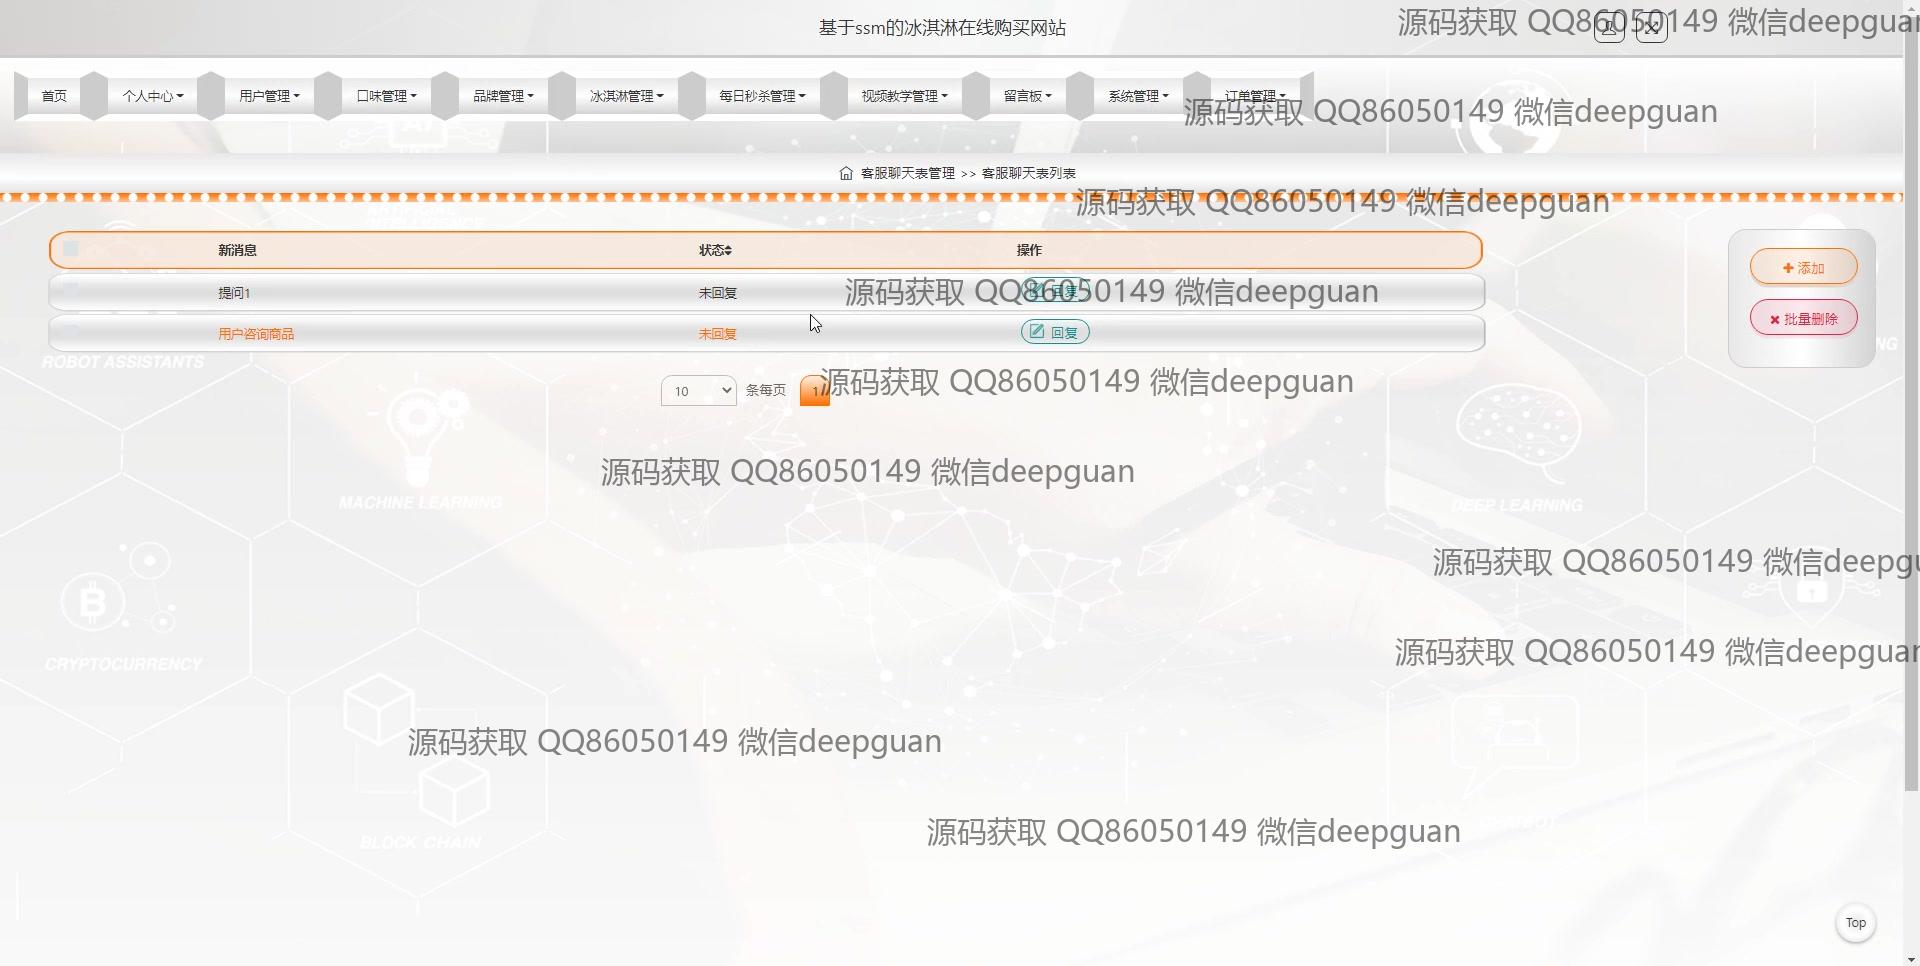 基于ssm的冰淇淋在线购买网站
源码获取 QQ86050149 微信deepguan
首页 个人中心 用户管理 口味管理 品牌管理 冰淇淋管理 每日秒杀管理 视频教学管理 留言板 系统管理 订单管理
源码获取 QQ86050149 微信deepguan
客服聊天表管理 >> 客服聊天表列表
源码获取 QQ86050149 微信deepguan
新消息 状态 操作
添加
提问1 未回复 回复
源码获取 QQ86050149 微信deepguan
批量删除
用户咨询商品 未回复 回复
ROBOT ASSISTANTS
10 条每页 1
源码获取 QQ86050149 微信deepguan
源码获取 QQ86050149 微信deepguan
MACHINE LEARNING
DEEP LEARNING
源码获取 QQ86050149 微信deepgu
源码获取 QQ86050149 微信deepguan
CRYPTOCURRENCY
源码获取 QQ86050149 微信deepguan
源码获取 QQ86050149 微信deepguan
BLOCK CHAIN
Top